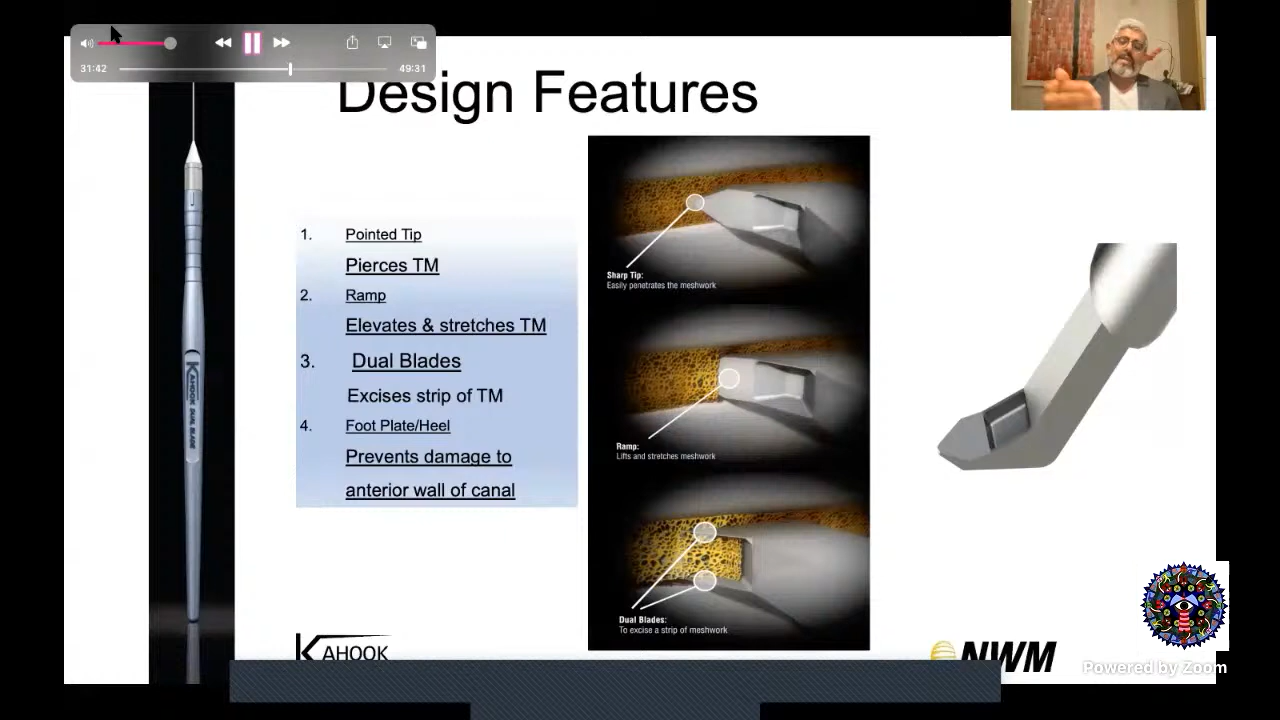 31:42
49:31
Design Features
1. Pointed Tip
Pierces TM
2. Ramp
Elevates & stretches TM
3. Dual Blades
Excises strip of TM
4. Foot Plate/Heel
Prevents damage to
anterior wall of canal
Sharp Tip:
Easily penetrates the meshwork
Ramp:
Lifts and stretches meshwork
Dual Blades:
To excise a strip of meshwork
KAHOOK DUAL BLADE
KAHOOK
NWM
Powered by Zoom